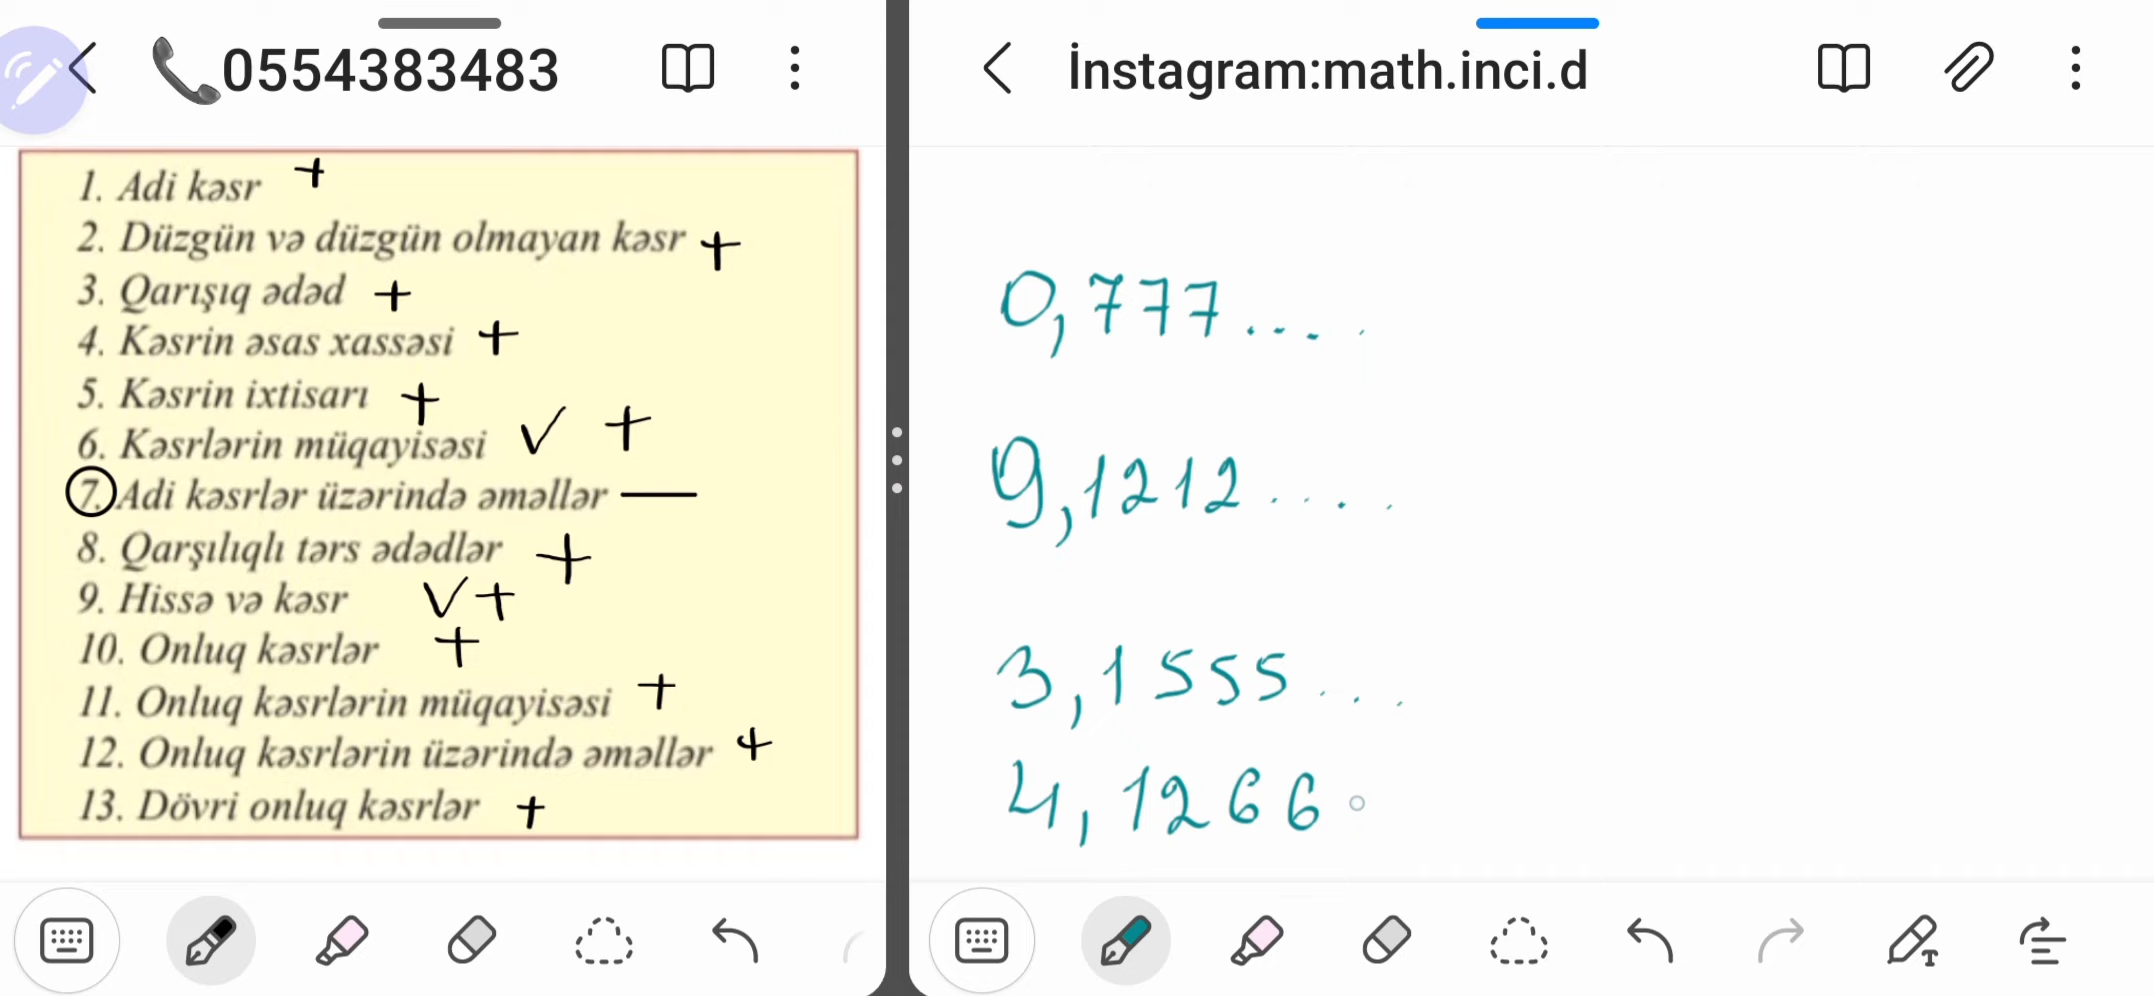 0554383483
1. Adi kəsr +
2. Düzgün və düzgün olmayan kəsr +
3. Qarışıq ədəd +
4. Kəsrin əsas xassəsi +
5. Kəsrin ixtisarı +
6. Kəsrlərin müqayisəsi ✓ +
7. Adi kəsrlər üzərində əməllər —
8. Qarşılıqlı tərs ədədlər +
9. Hissə və kəsr ✓ +
10. Onluq kəsrlər +
11. Onluq kəsrlərin müqayisəsi +
12. Onluq kəsrlərin üzərində əməllər +
13. Dövri onluq kəsrlər +
İnstagram:math.inci.d
0,777....
9,1212....
3,1555...
4,1266